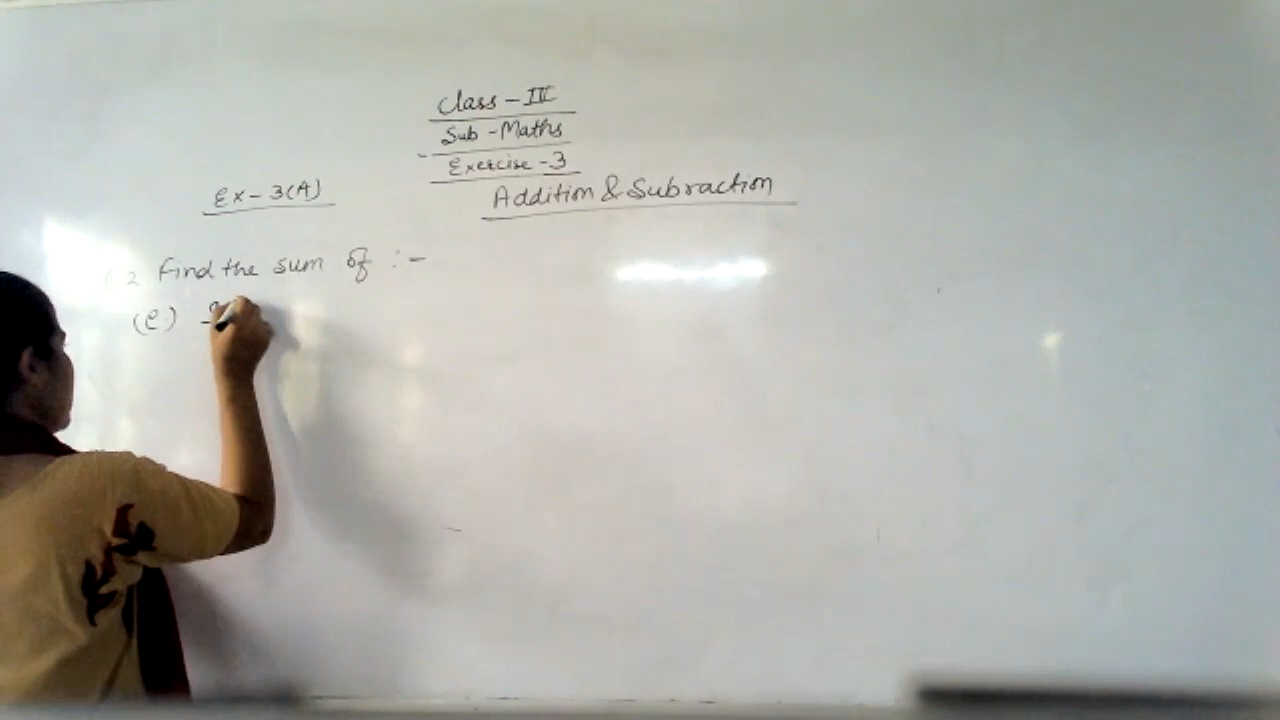 Class - III
Sub - Maths
Exercise - 3
Ex - 3(A)
Addition & Subraction
2 Find the sum of : -
(e)